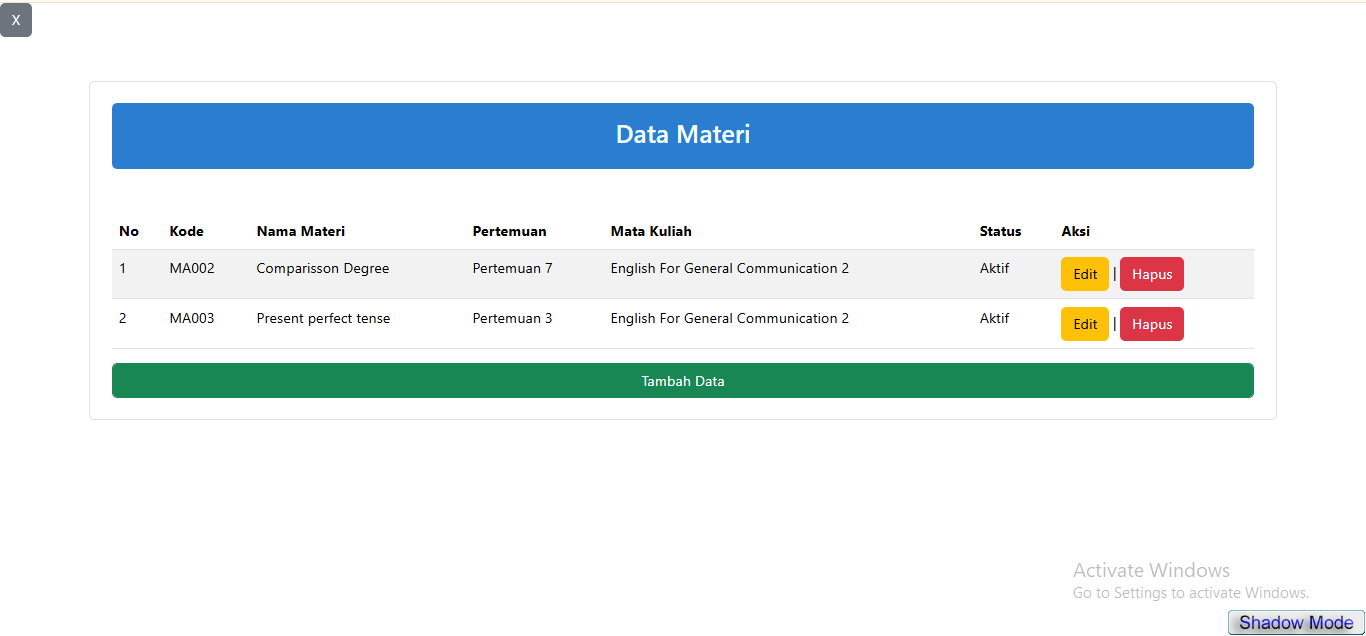 X
Data Materi
No Kode Nama Materi Pertemuan Mata Kuliah Status Aksi
1 MA002 Comparisson Degree Pertemuan 7 English For General Communication 2 Aktif Edit | Hapus
2 MA003 Present perfect tense Pertemuan 3 English For General Communication 2 Aktif Edit | Hapus
Tambah Data
Activate Windows
Go to Settings to activate Windows.
Shadow Mode